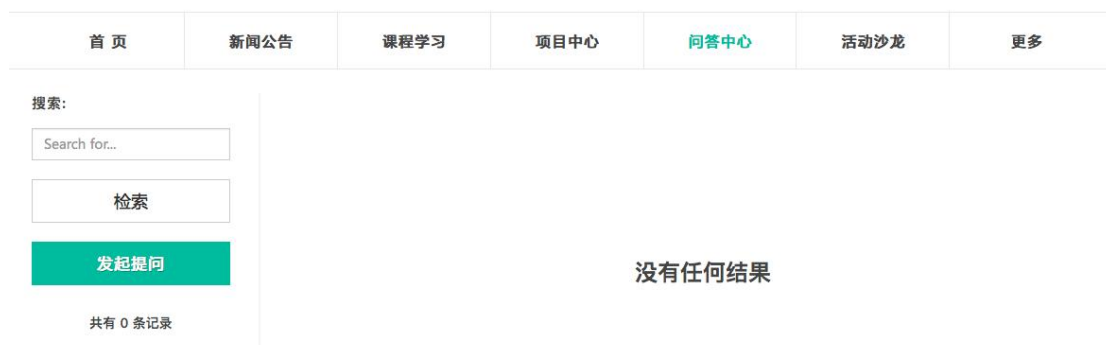 首 页 新闻公告 课程学习 项目中心 问答中心 活动沙龙 更多
搜索:
Search for...
检索
发起提问
没有任何结果
共有 0 条记录